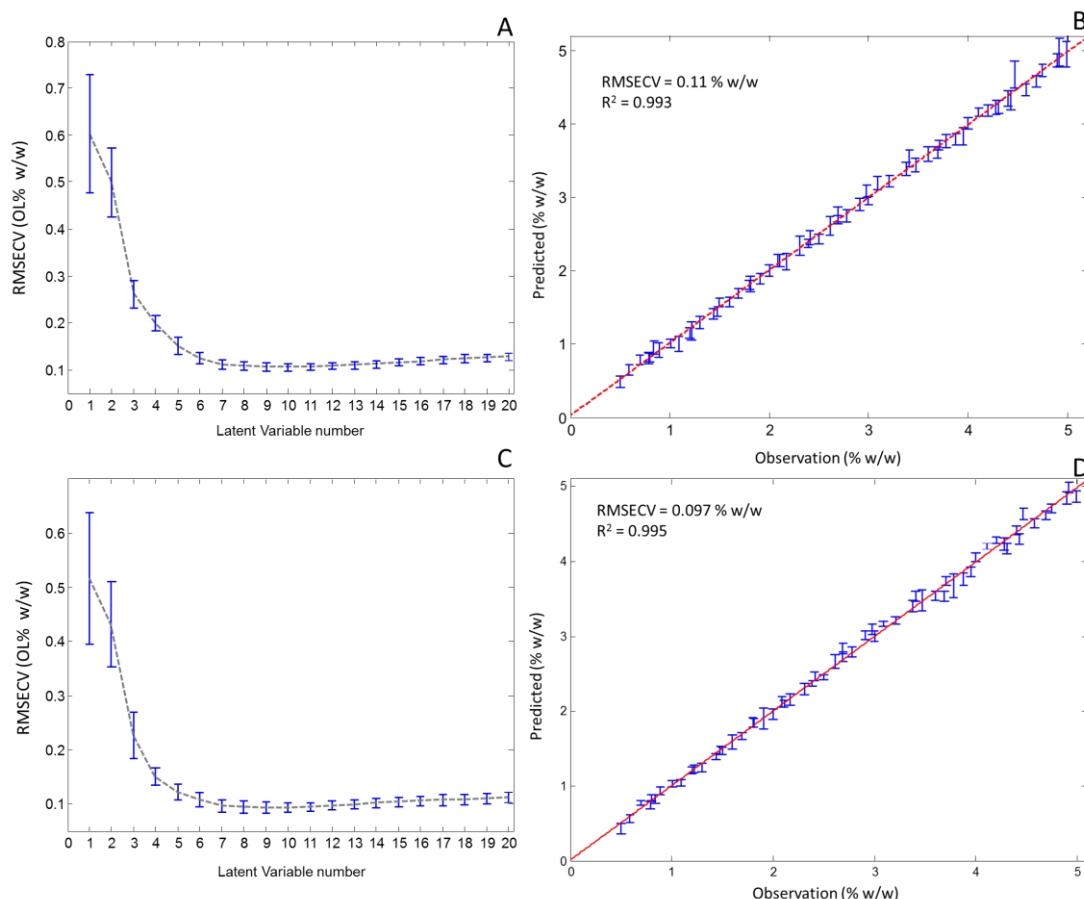 A
0.8
0.7
0.6
0.5
0.4
0.3
0.2
0.1
RMSECV (OL% w/w)
0 1 2 3 4 5 6 7 8 9 10 11 12 13 14 15 16 17 18 19 20
Latent Variable number
B
RMSECV = 0.11 % w/w
R² = 0.993
5
4
3
2
1
0
Predicted (% w/w)
0 1 2 3 4 5
Observation (% w/w)
C
0.6
0.5
0.4
0.3
0.2
0.1
RMSECV (OL% w/w)
0 1 2 3 4 5 6 7 8 9 10 11 12 13 14 15 16 17 18 19 20
Latent Variable number
D
RMSECV = 0.097 % w/w
R² = 0.995
5
4
3
2
1
0
Predicted (% w/w)
0 1 2 3 4 5
Observation (% w/w)